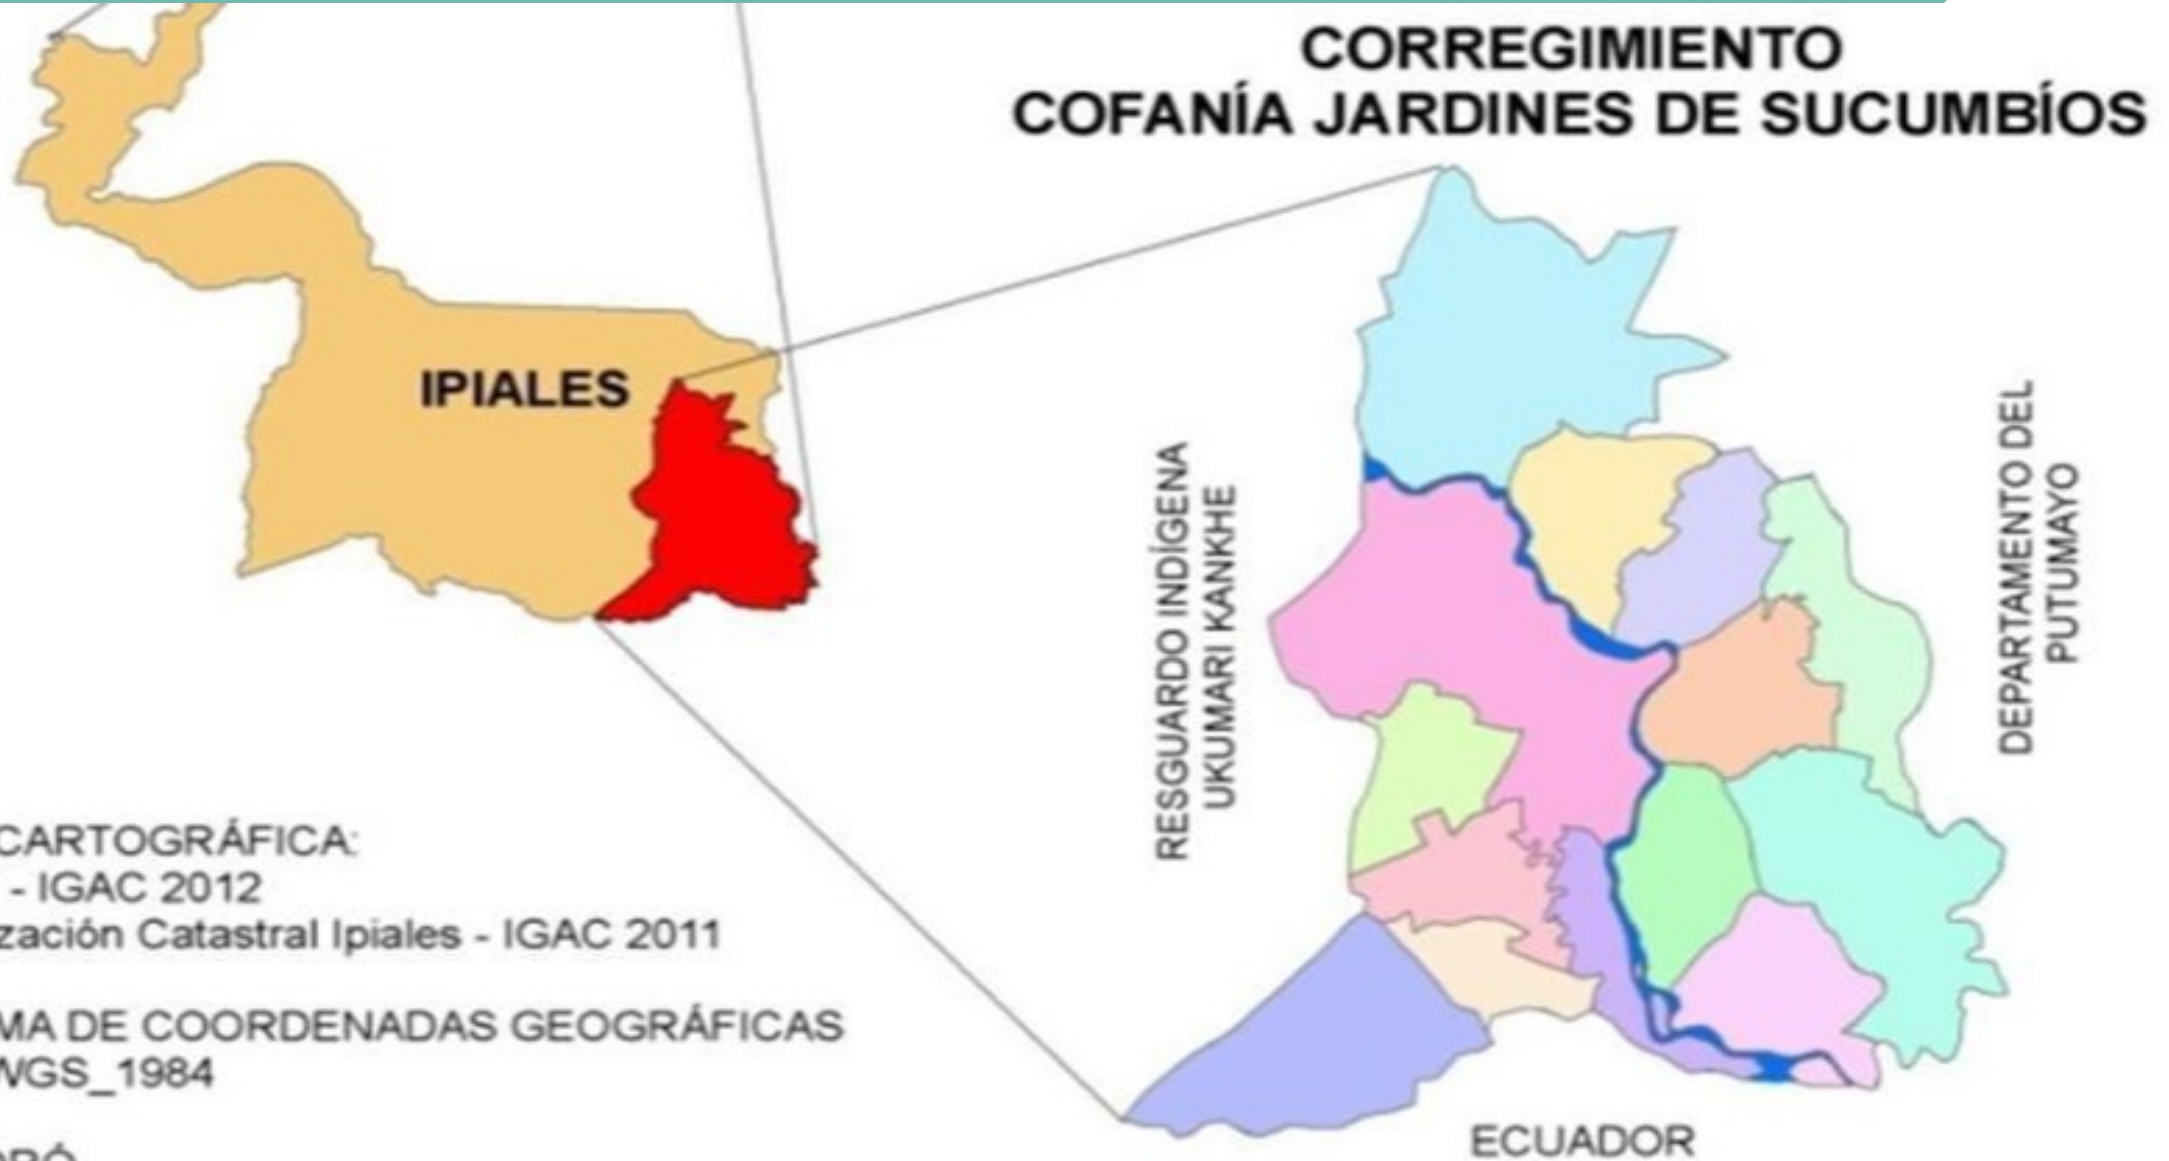 CORREGIMIENTO
COFANÍA JARDINES DE SUCUMBÍOS
IPIALES
RESGUARDO INDÍGENA
UKUMARI KANKHE
DEPARTAMENTO DEL
PUTUMAYO
CARTOGRÁFICA:
- IGAC 2012
zación Catastral Ipiales - IGAC 2011
MA DE COORDENADAS GEOGRÁFICAS
WGS_1984
ECUADOR